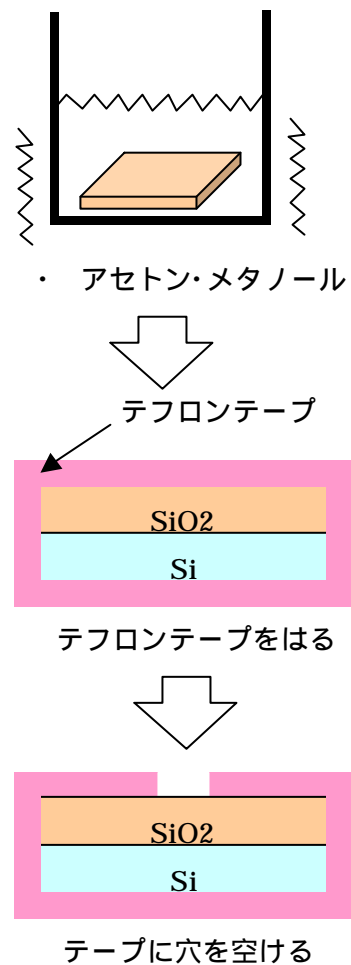 ・ アセトン・メタノール
テフロンテープ
SiO2
Si
テフロンテープをはる
SiO2
Si
テープに穴を空ける